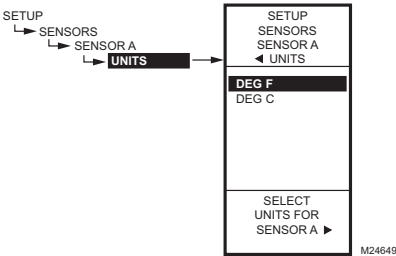 SETUP
SENSORS
SENSOR A
UNITS
SETUP
SENSORS
SENSOR A
◄ UNITS
DEG F
DEG C
SELECT
UNITS FOR
SENSOR A ►
M24649